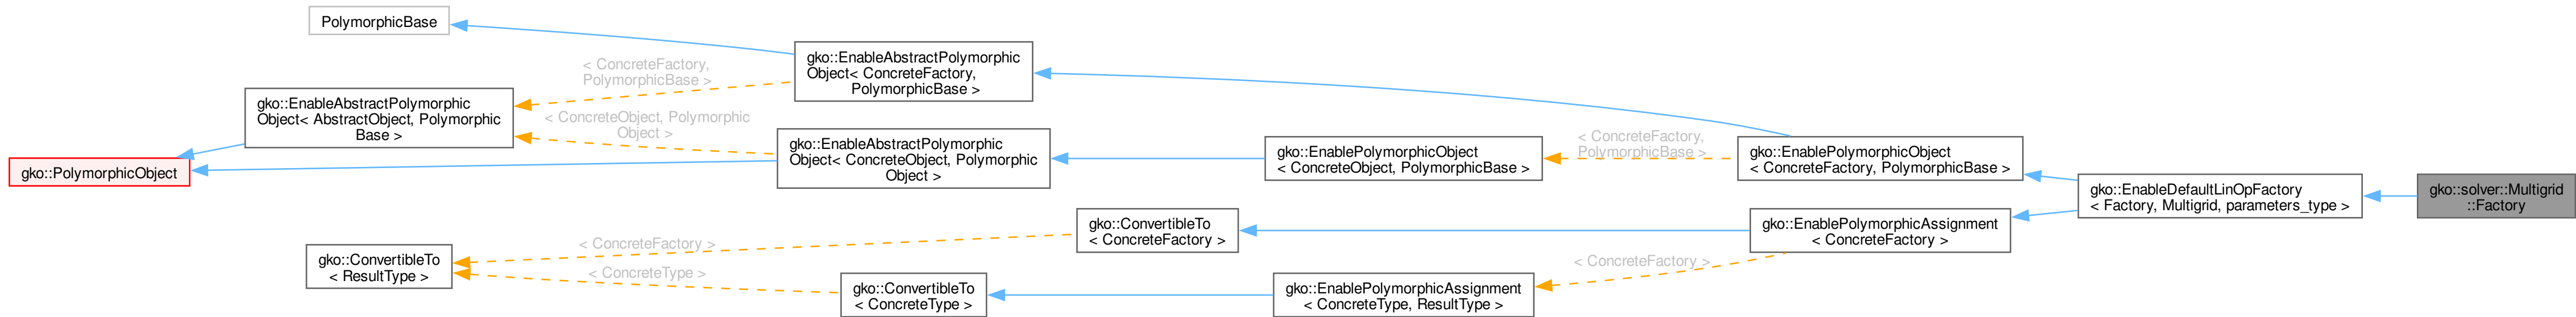 PolymorphicBase
gko::EnableAbstractPolymorphic
Object< ConcreteFactory,
PolymorphicBase >
< ConcreteFactory,
PolymorphicBase >
gko::EnableAbstractPolymorphic
Object< AbstractObject, Polymorphic
Base >
< ConcreteObject, Polymorphic
Object >
gko::PolymorphicObject
gko::EnableAbstractPolymorphic
Object< ConcreteObject, Polymorphic
Object >
gko::EnablePolymorphicObject
< ConcreteObject, PolymorphicBase >
< ConcreteFactory,
PolymorphicBase >
gko::EnablePolymorphicObject
< ConcreteFactory, PolymorphicBase >
gko::EnableDefaultLinOpFactory
< Factory, Multigrid, parameters_type >
gko::solver::Multigrid
::Factory
gko::ConvertibleTo
< ConcreteFactory >
gko::EnablePolymorphicAssignment
< ConcreteFactory >
< ConcreteFactory >
gko::ConvertibleTo
< ResultType >
< ConcreteType >
gko::ConvertibleTo
< ConcreteType >
gko::EnablePolymorphicAssignment
< ConcreteType, ResultType >
< ConcreteFactory >